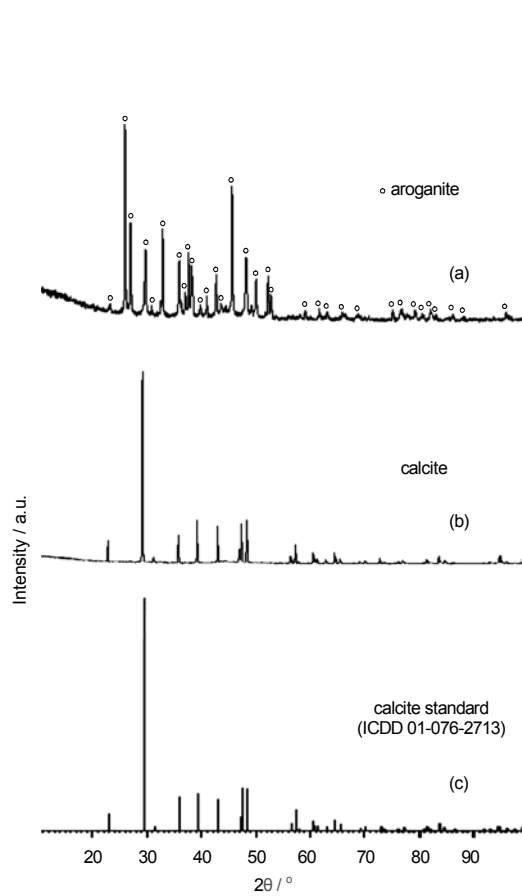 aroganite
(a)
calcite
(b)
Intensity / a.u.
calcite standard
(ICDD 01-076-2713)
(c)
20 30 40 50 60 70 80 90
2θ / °